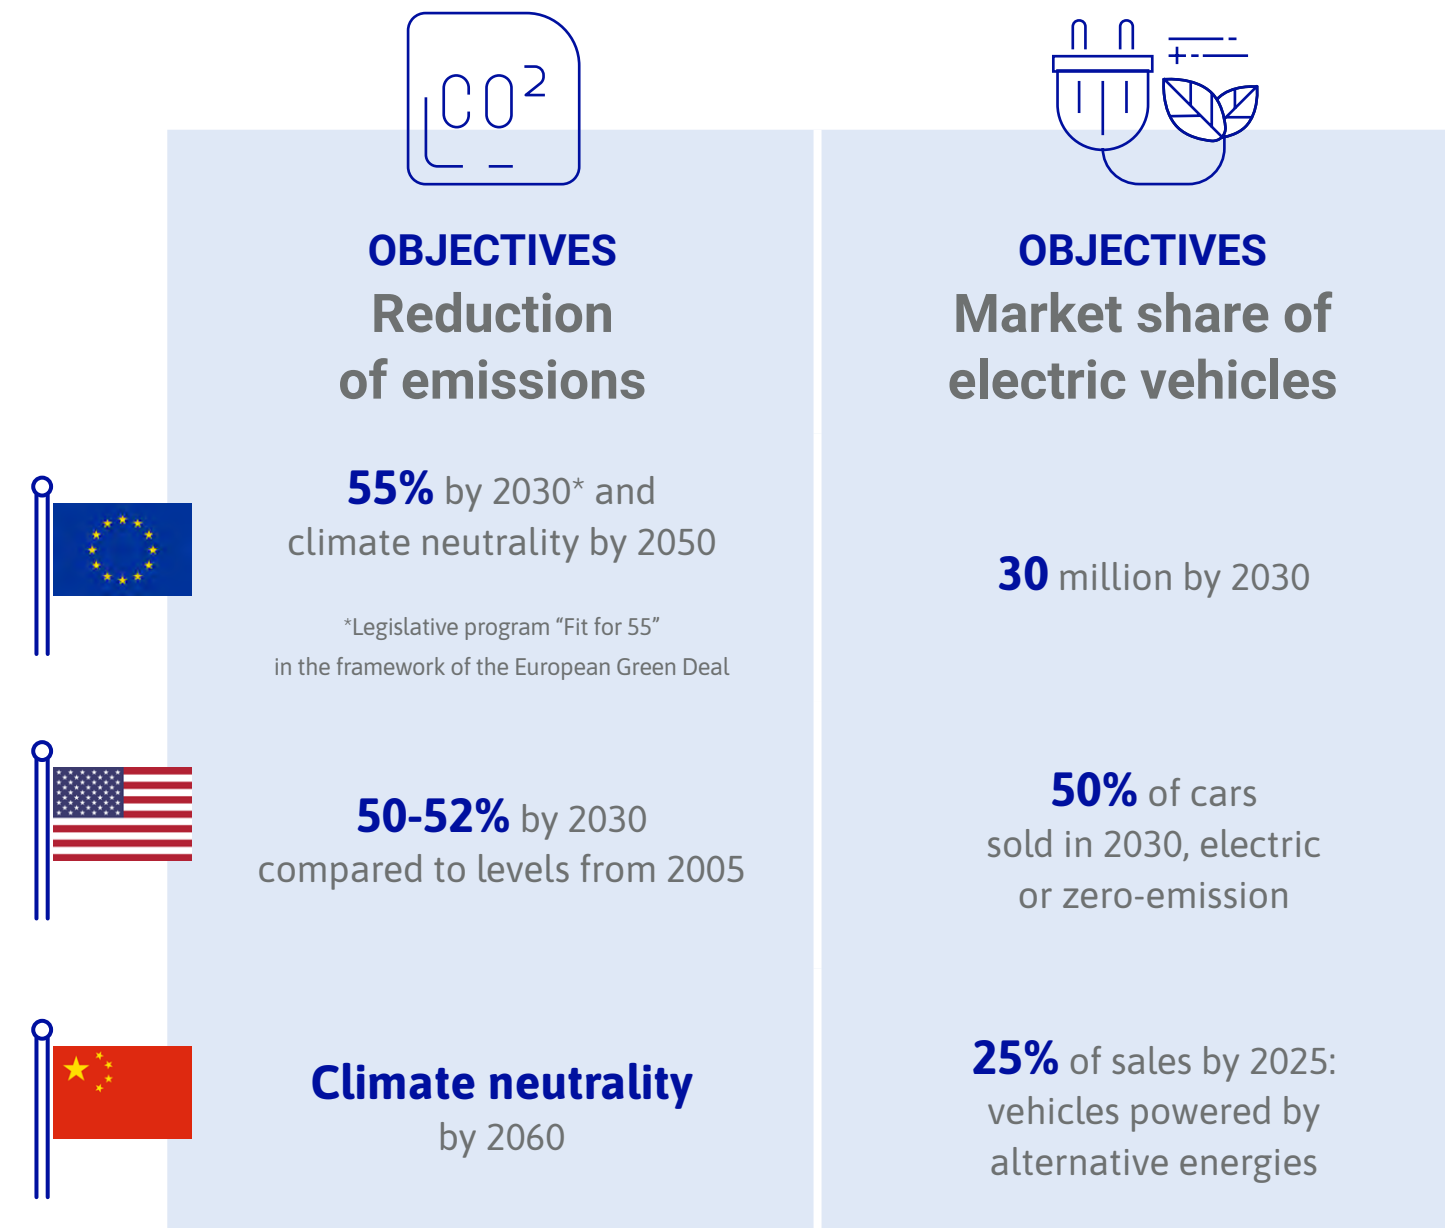 CO²
OBJECTIVES
Reduction
of emissions
OBJECTIVES
Market share of
electric vehicles
55% by 2030* and
climate neutrality by 2050
*Legislative program “Fit for 55”
in the framework of the European Green Deal
30 million by 2030
50-52% by 2030
compared to levels from 2005
50% of cars
sold in 2030, electric
or zero-emission
Climate neutrality
by 2060
25% of sales by 2025:
vehicles powered by
alternative energies